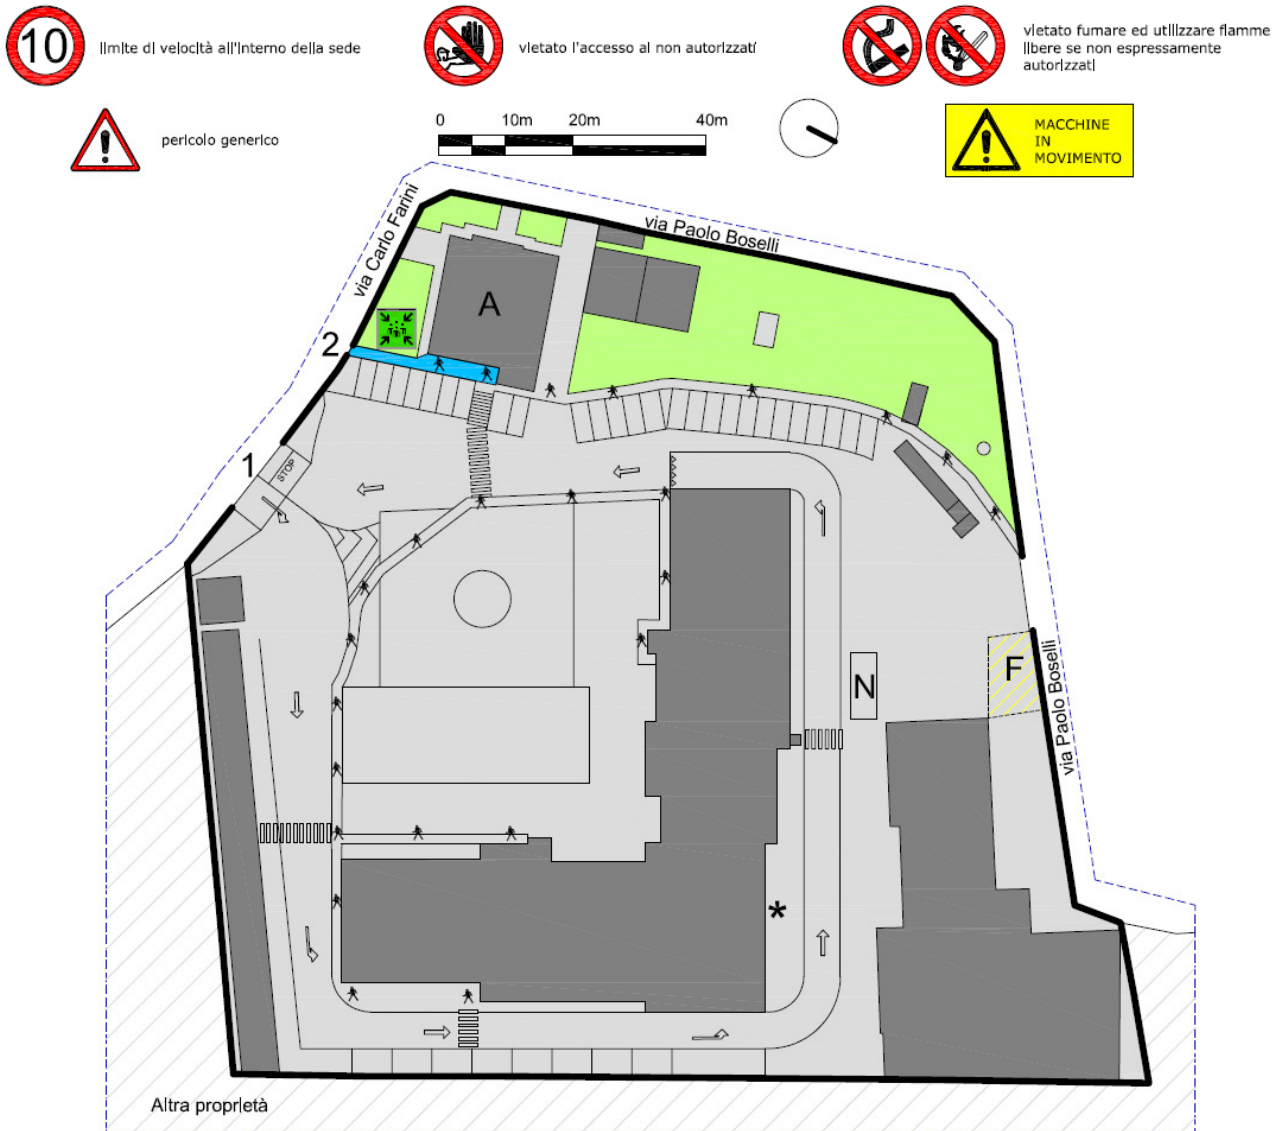 10
limite di velocità all'interno della sede
vietato l'accesso ai non autorizzati
vietato fumare ed utilizzare fiamme
libere se non espressamente
autorizzati
pericolo generico
0 10m 20m 40m
MACCHINE
IN
MOVIMENTO
via Carlo Farini
via Paolo Boselli
A
2
1
STOP
F
N
via Paolo Boselli
*
Altra proprietà